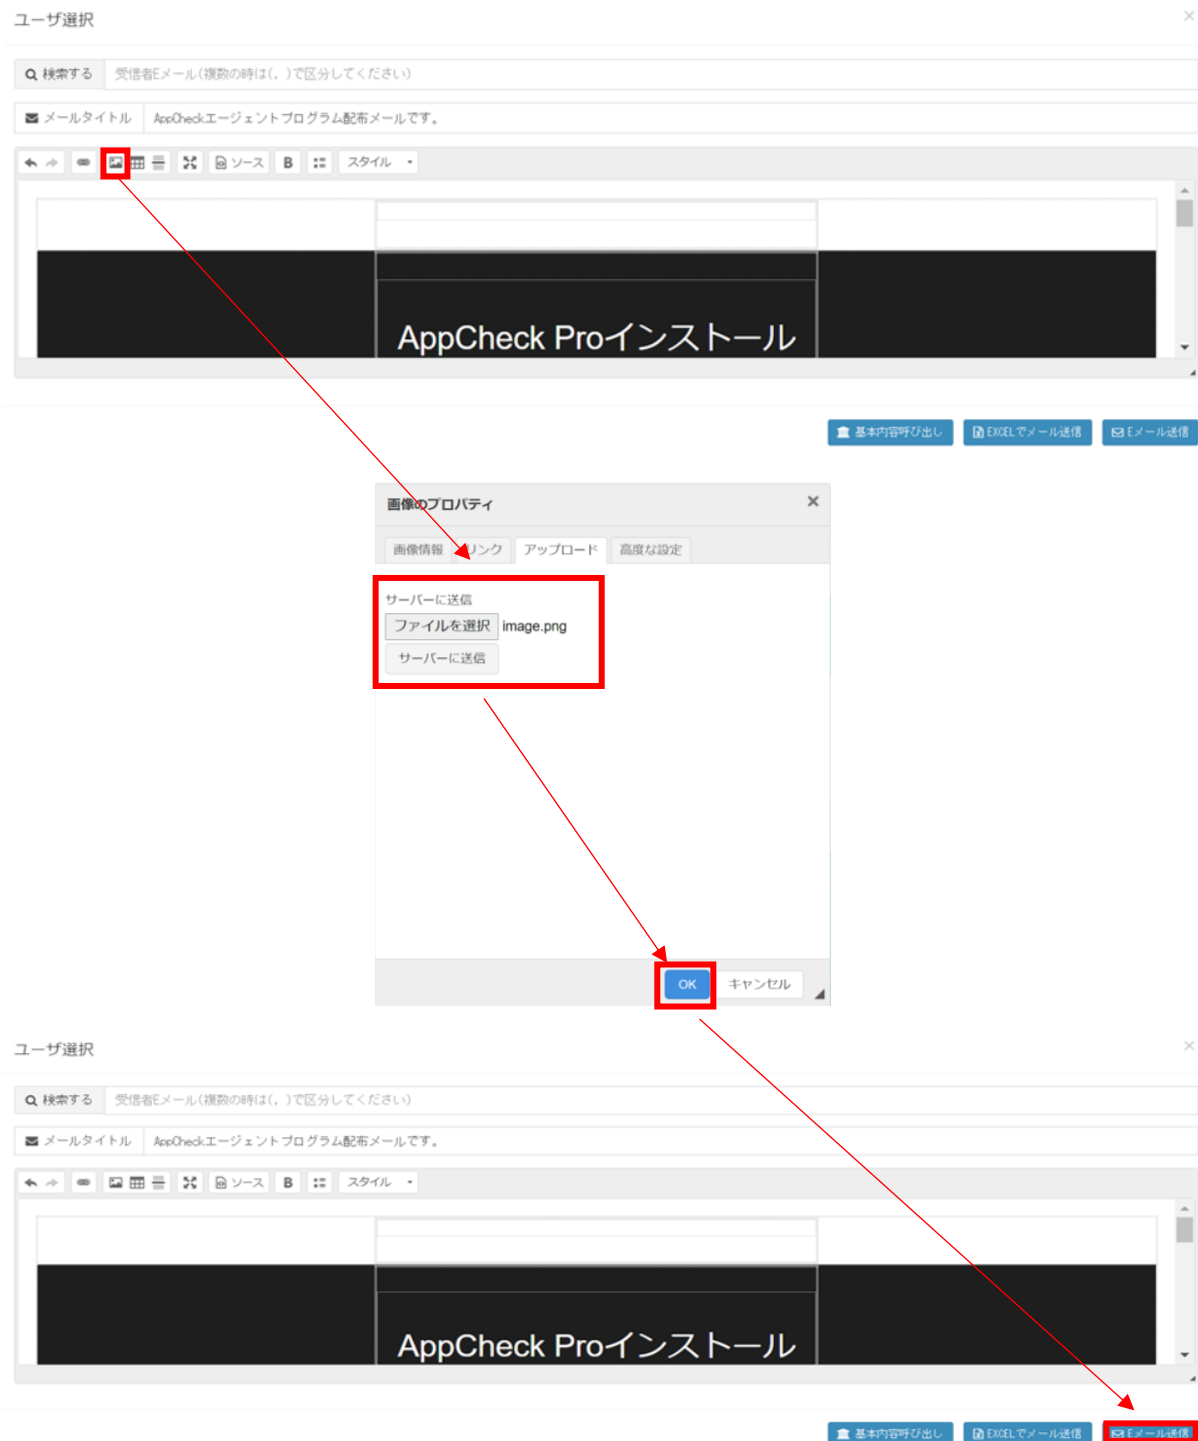 ユーザ選択 ×
検索する 受信者Eメール(複数の時は(, )で区分してください)
メールタイトル AppCheckエージェントプログラム配布メールです。
ソース B スタイル
AppCheck Proインストール
基本内容呼び出し EXCELでメール送信 Eメール送信
画像のプロパティ
画像情報 リンク アップロード 高度な設定
サーバーに送信
ファイルを選択 image.png
サーバーに送信
OK キャンセル
ユーザ選択 ×
検索する 受信者Eメール(複数の時は(, )で区分してください)
メールタイトル AppCheckエージェントプログラム配布メールです。
ソース B スタイル
AppCheck Proインストール
基本内容呼び出し EXCELでメール送信 Eメール送信